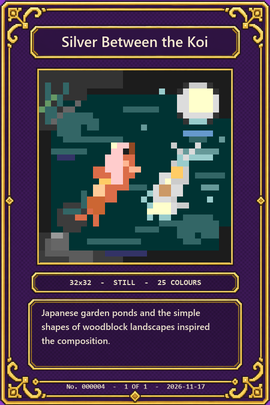 Silver Between the Koi
32x32 - STILL - 25 COLOURS
Japanese garden ponds and the simple
shapes of woodblock landscapes inspired
the composition.
No. 000004 - 1 OF 1 - 2026-11-17